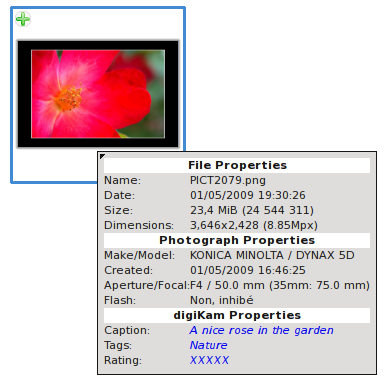 File Properties
Name: PICT2079.png
Date: 01/05/2009 19:30:26
Size: 23,4 MiB (24 544 311)
Dimensions: 3,646x2,428 (8.85Mpx)
Photograph Properties
Make/Model: KONICA MINOLTA / DYNAX 5D
Created: 01/05/2009 16:46:25
Aperture/Focal: F4 / 50.0 mm (35mm: 75.0 mm)
Flash: Non, inhibé
digiKam Properties
Caption: A nice rose in the garden
Tags: Nature
Rating: XXXXX